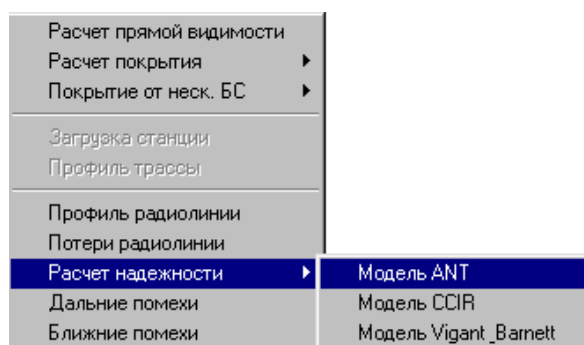 Расчет прямой видимости
Расчет покрытия
Покрытие от неск. БС
Загрузка станции
Профиль трассы
Профиль радиолинии
Потери радиолинии
Расчет надежности
Модель ANT
Дальние помехи
Модель CCIR
Ближние помехи
Модель Vigant_Barnett